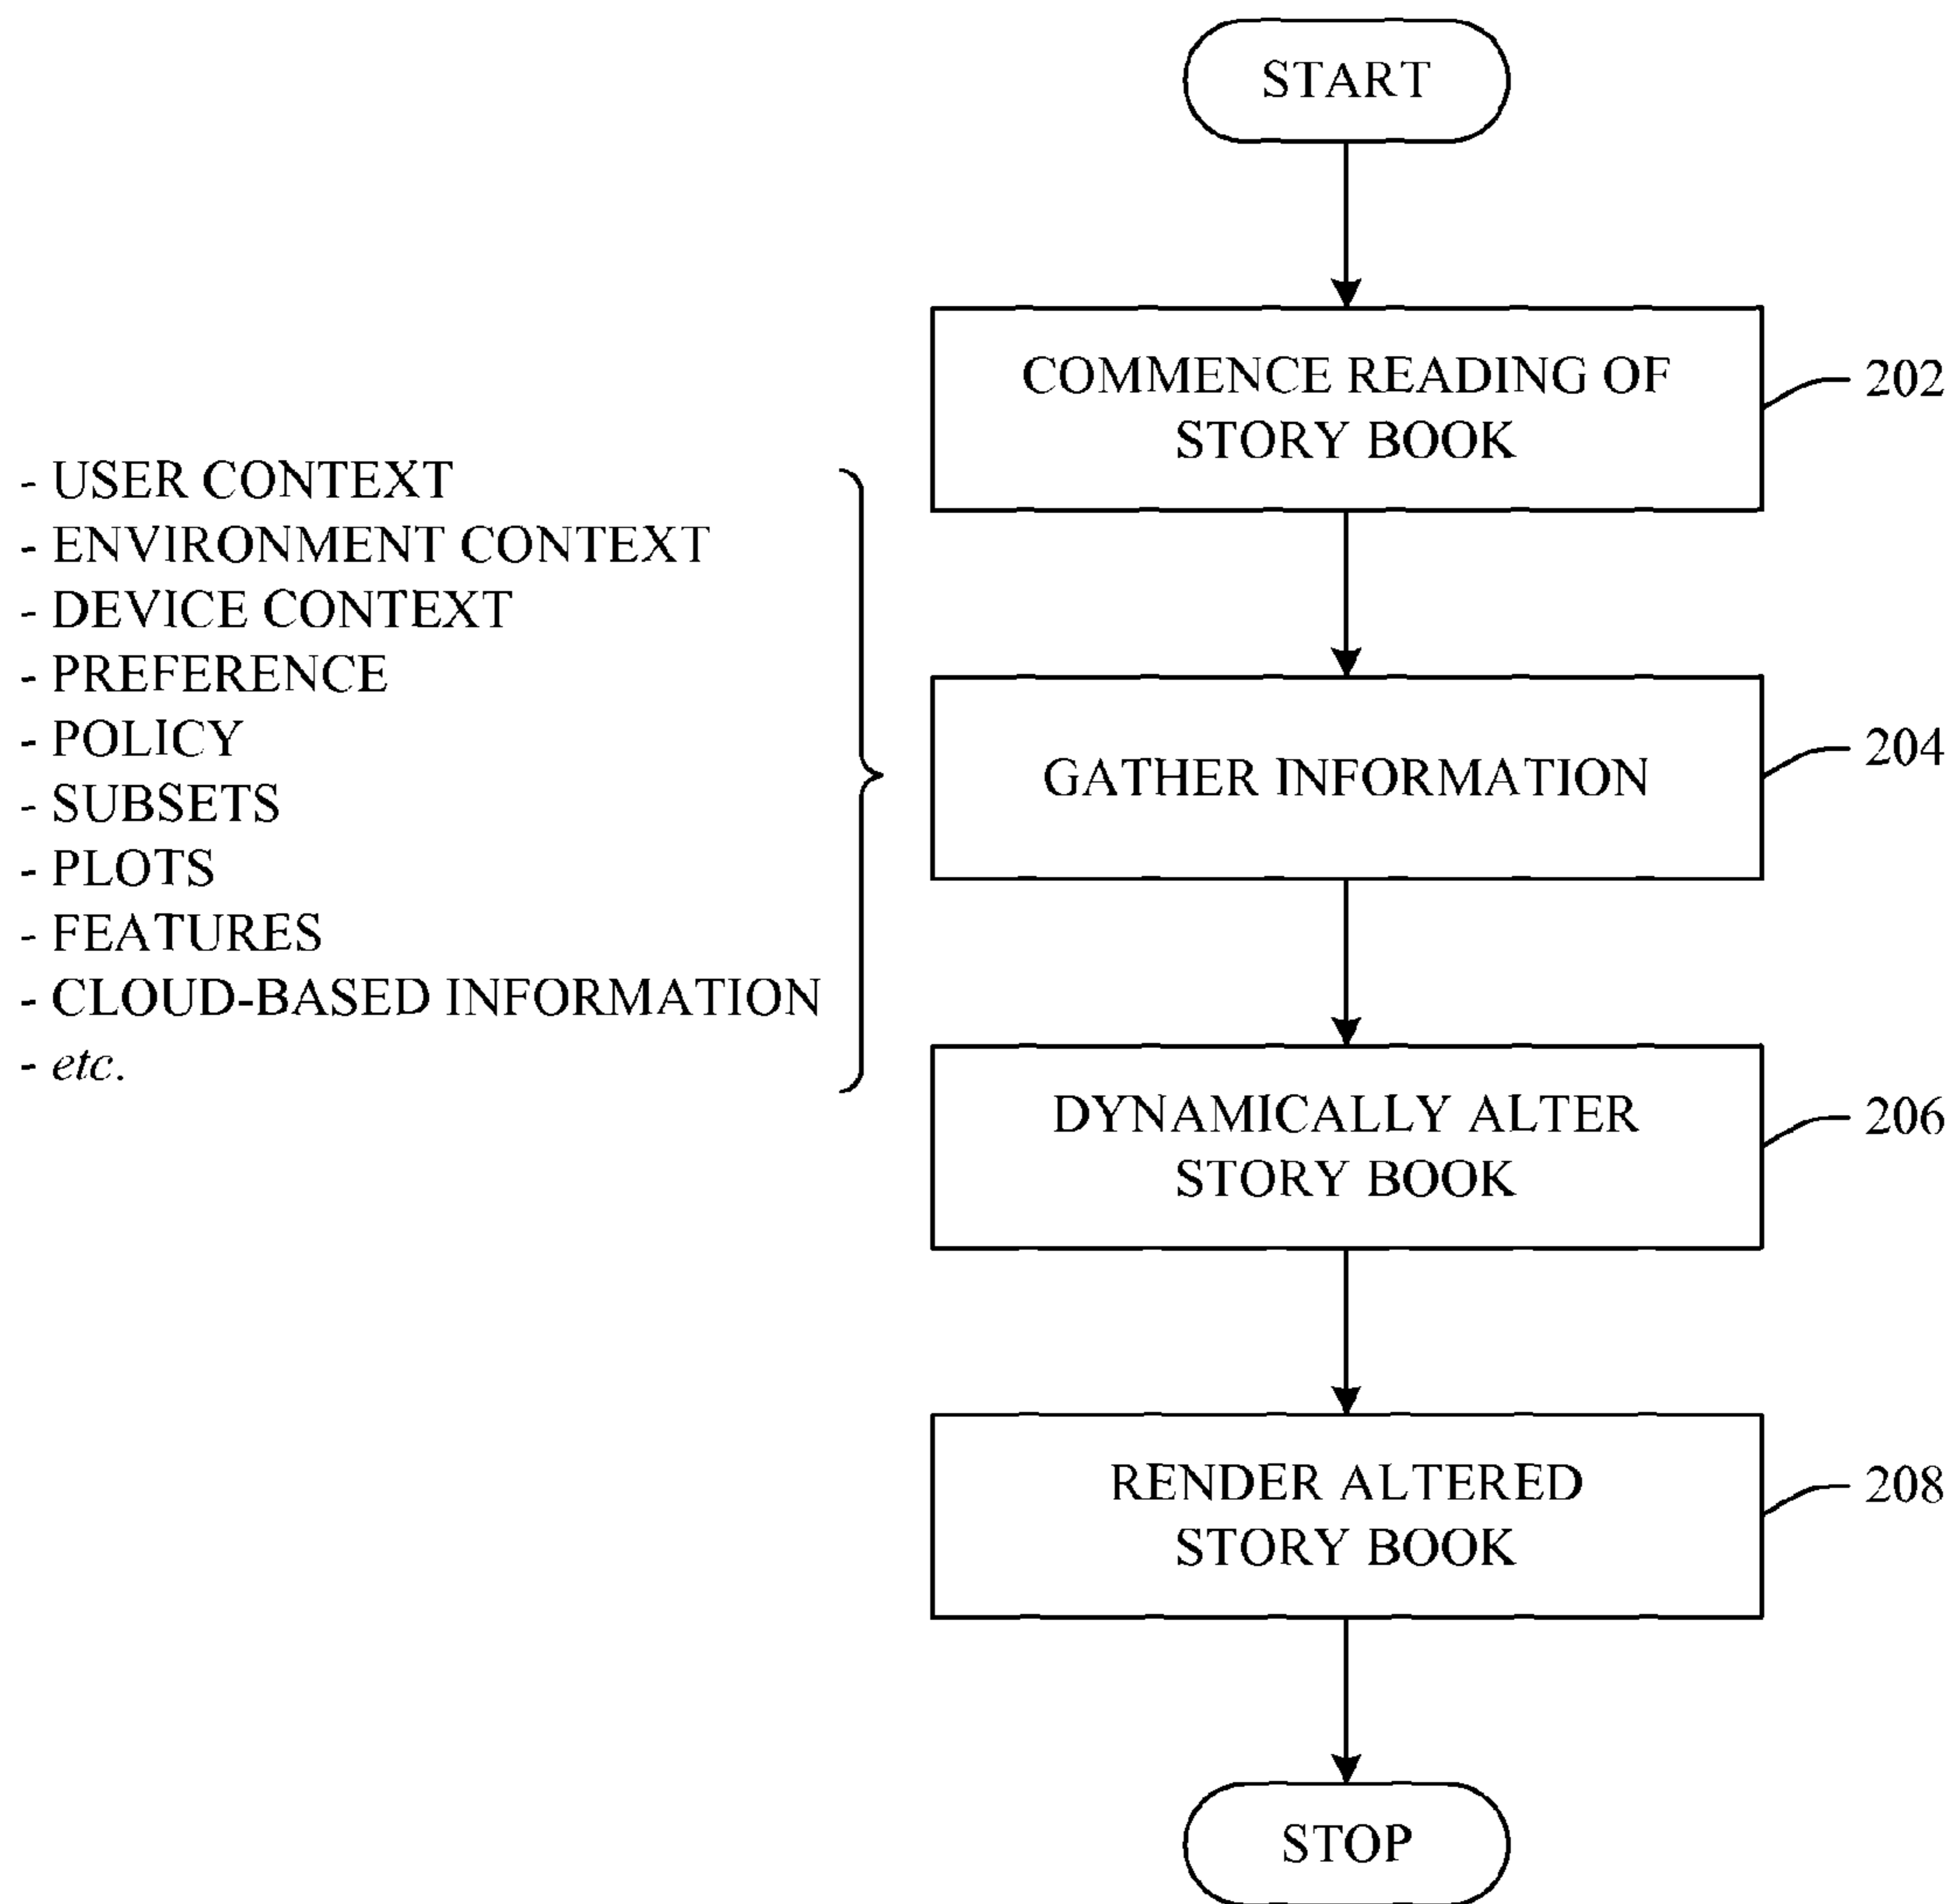 START
COMMENCE READING OF
STORY BOOK
202
- USER CONTEXT
- ENVIRONMENT CONTEXT
- DEVICE CONTEXT
- PREFERENCE
- POLICY
- SUBSETS
- PLOTS
- FEATURES
- CLOUD-BASED INFORMATION
- etc.
GATHER INFORMATION
204
DYNAMICALLY ALTER
STORY BOOK
206
RENDER ALTERED
STORY BOOK
208
STOP